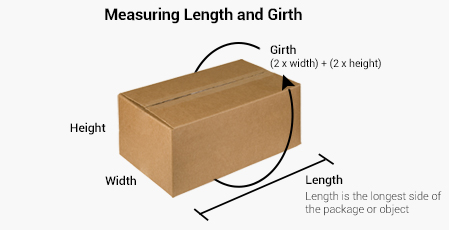 Measuring Length and Girth
Girth
(2 x width) + (2 x height)
Height
Width
Length
Length is the longest side of
the package or object